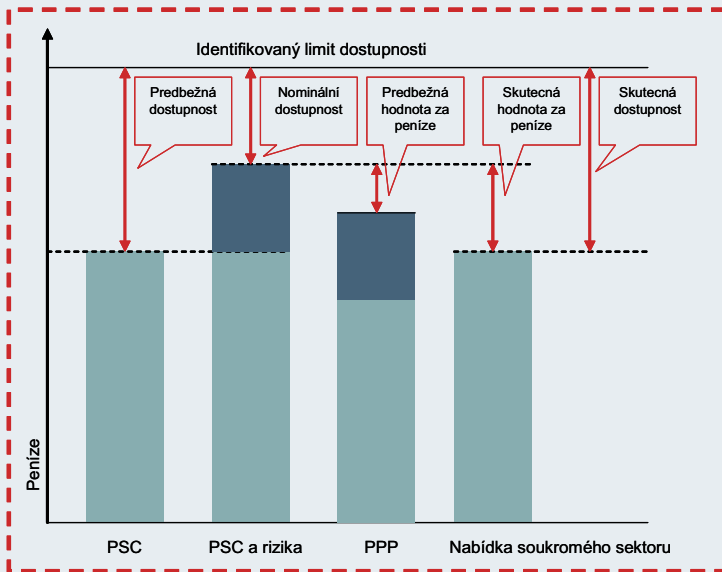 Identifikovaný limit dostupnosti
Predbežná
dostupnost
Nominální
dostupnost
Predbežná
hodnota za
peníze
Skutecná
hodnota za
peníze
Skutecná
dostupnost
Peníze
PSC
PSC a rizika
PPP
Nabídka soukromého sektoru